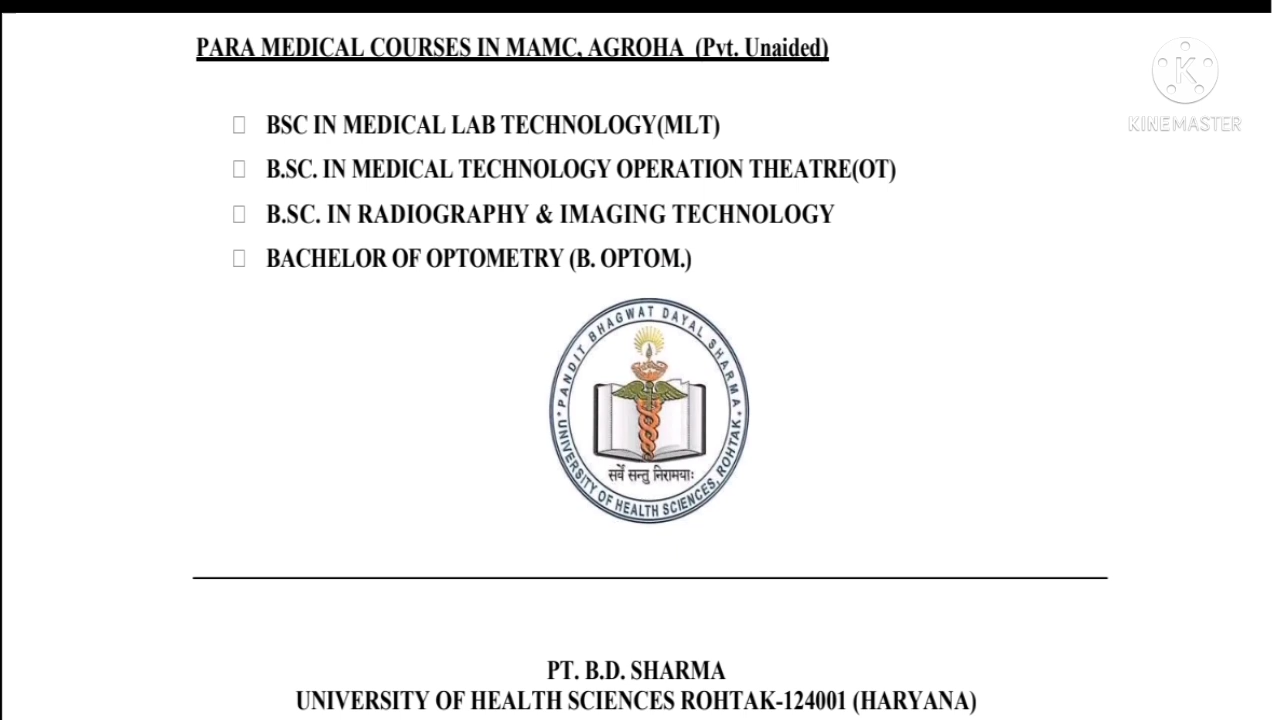 PARA MEDICAL COURSES IN MAMC, AGROHA (Pvt. Unaided)
K
KINEMASTER
BSC IN MEDICAL LAB TECHNOLOGY(MLT)
B.SC. IN MEDICAL TECHNOLOGY OPERATION THEATRE(OT)
B.SC. IN RADIOGRAPHY & IMAGING TECHNOLOGY
BACHELOR OF OPTOMETRY (B. OPTOM.)
PANDIT BHAGWAT DAYAL SHARMA
सर्वे सन्तु निरामयाः
UNIVERSITY OF HEALTH SCIENCES, ROHTAK
PT. B.D. SHARMA
UNIVERSITY OF HEALTH SCIENCES ROHTAK-124001 (HARYANA)